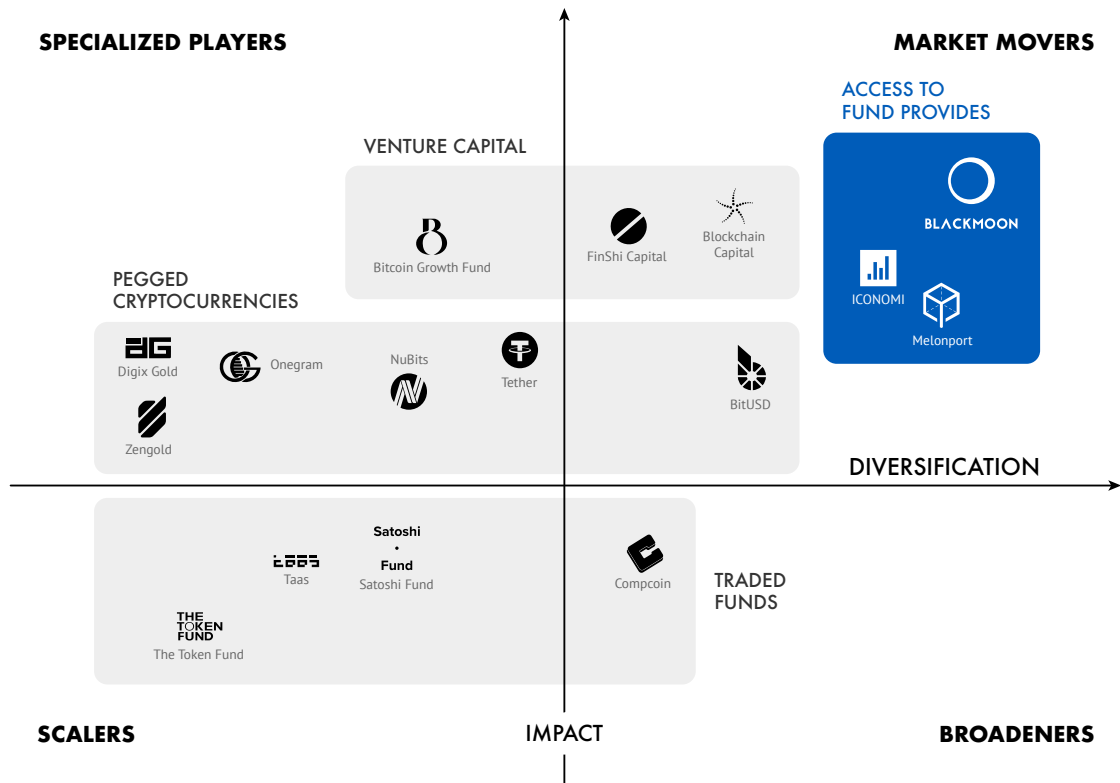 SPECIALIZED PLAYERS
MARKET MOVERS
ACCESS TO
FUND PROVIDES
VENTURE CAPITAL
BLACKMOON
Bitcoin Growth Fund
FinShi Capital
Blockchain
Capital
ICONOMI
Melonport
PEGGED
CRYPTOCURRENCIES
Digix Gold
Onegram
NuBits
Tether
BitUSD
Zengold
DIVERSIFICATION
Taas
Satoshi
Fund
Satoshi Fund
Compcoin
TRADED
FUNDS
THE
TOKEN
FUND
The Token Fund
SCALERS
IMPACT
BROADENERS